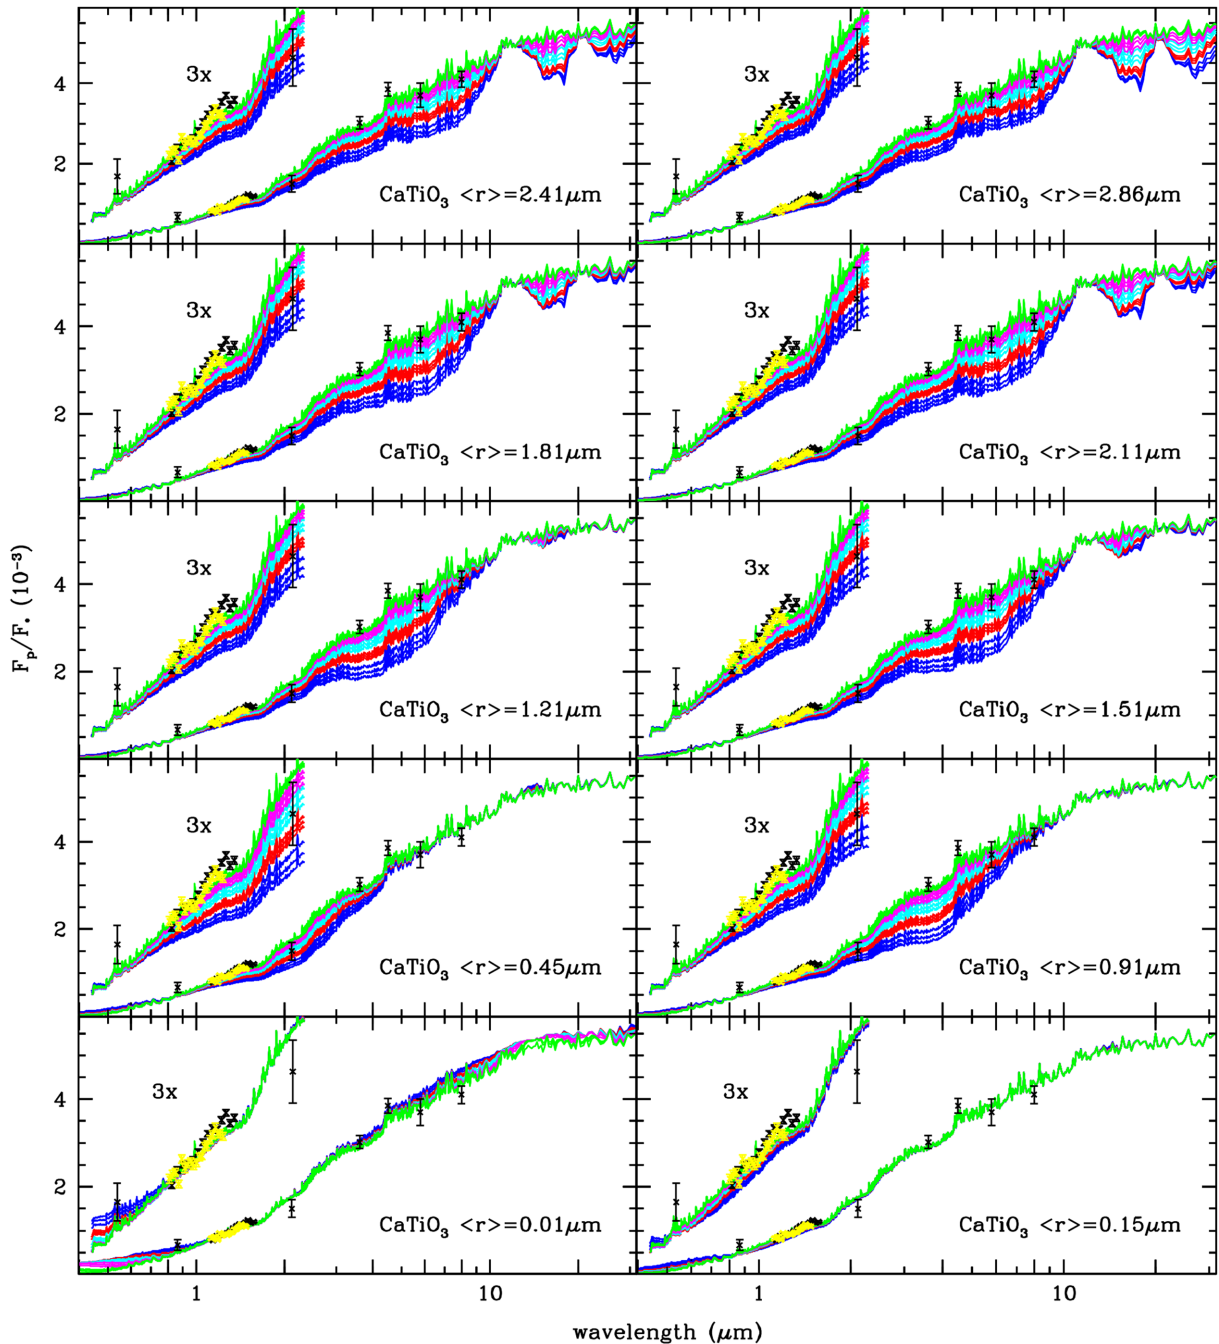 4
2
3x
CaTiO₃ <r>=2.41μm
3x
CaTiO₃ <r>=2.86μm
4
2
3x
CaTiO₃ <r>=1.81μm
3x
CaTiO₃ <r>=2.11μm
4
2
3x
CaTiO₃ <r>=1.21μm
3x
CaTiO₃ <r>=1.51μm
Fₚ/F. (10⁻³)
4
2
3x
CaTiO₃ <r>=0.45μm
3x
CaTiO₃ <r>=0.91μm
4
2
3x
CaTiO₃ <r>=0.01μm
3x
CaTiO₃ <r>=0.15μm
1 10 1 10
wavelength (μm)